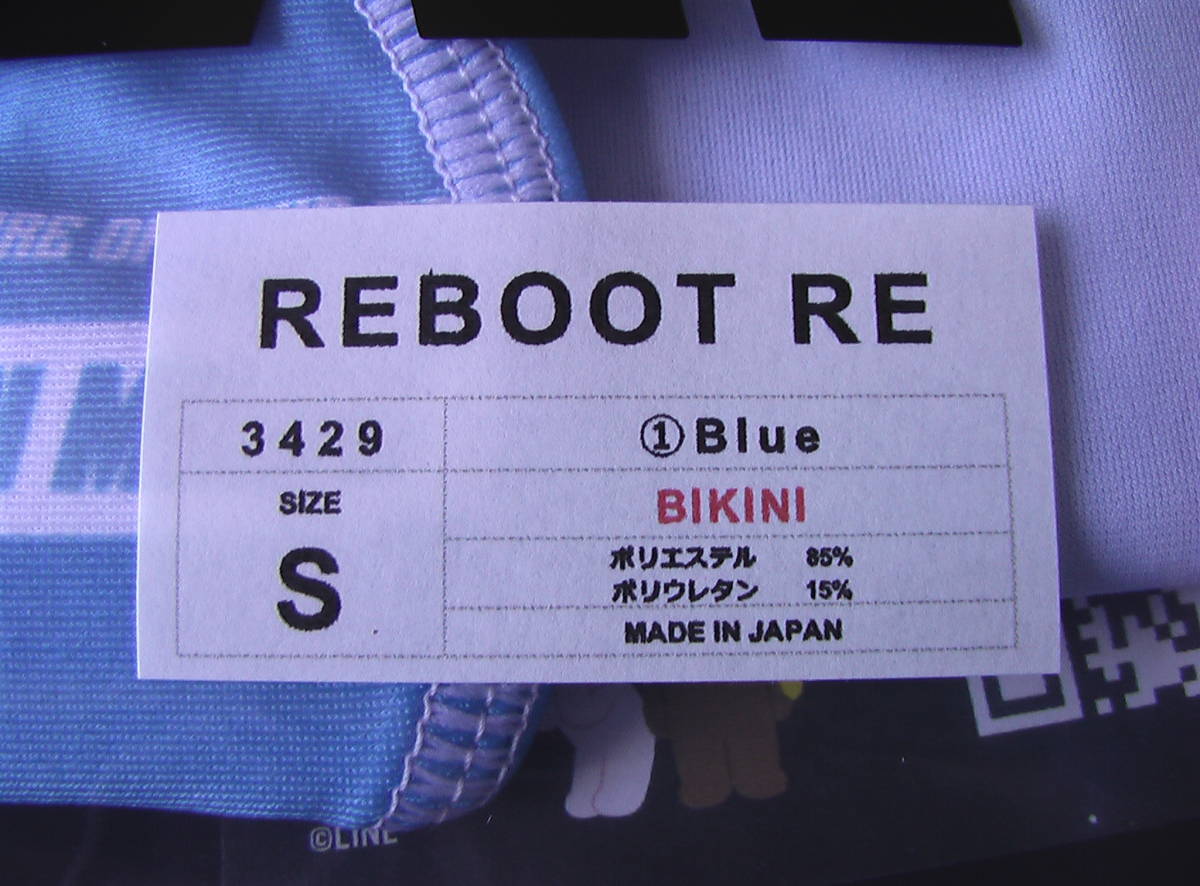 REBOOT RE
3429
①Blue
SIZE
S
BIKINI
ポリエステル 85%
ポリウレタン 15%
MADE IN JAPAN
©LINE